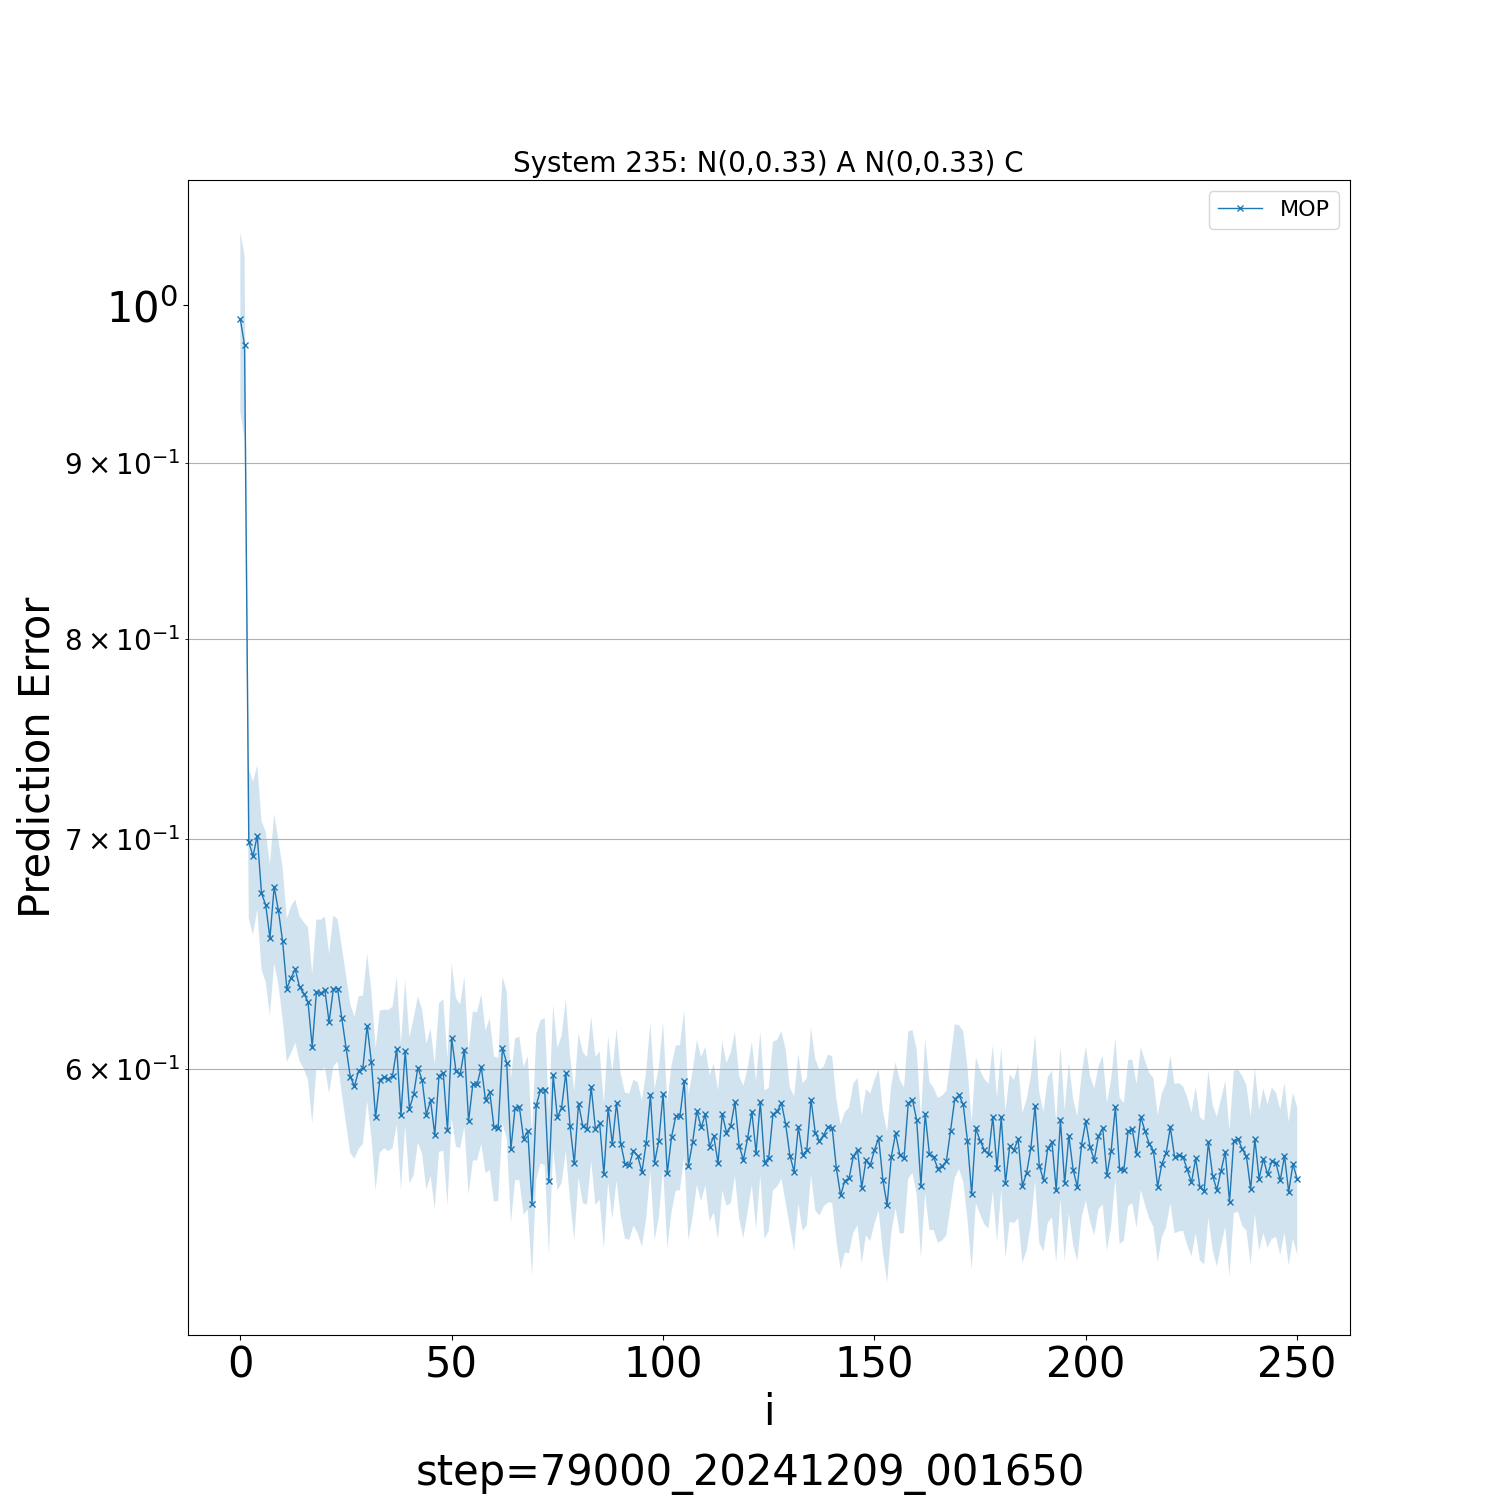 System 235: N(0,0.33) A N(0,0.33) C
MOP
10⁰
9 × 10⁻¹
8 × 10⁻¹
7 × 10⁻¹
6 × 10⁻¹
Prediction Error
0 50 100 150 200 250
i
step=79000_20241209_001650